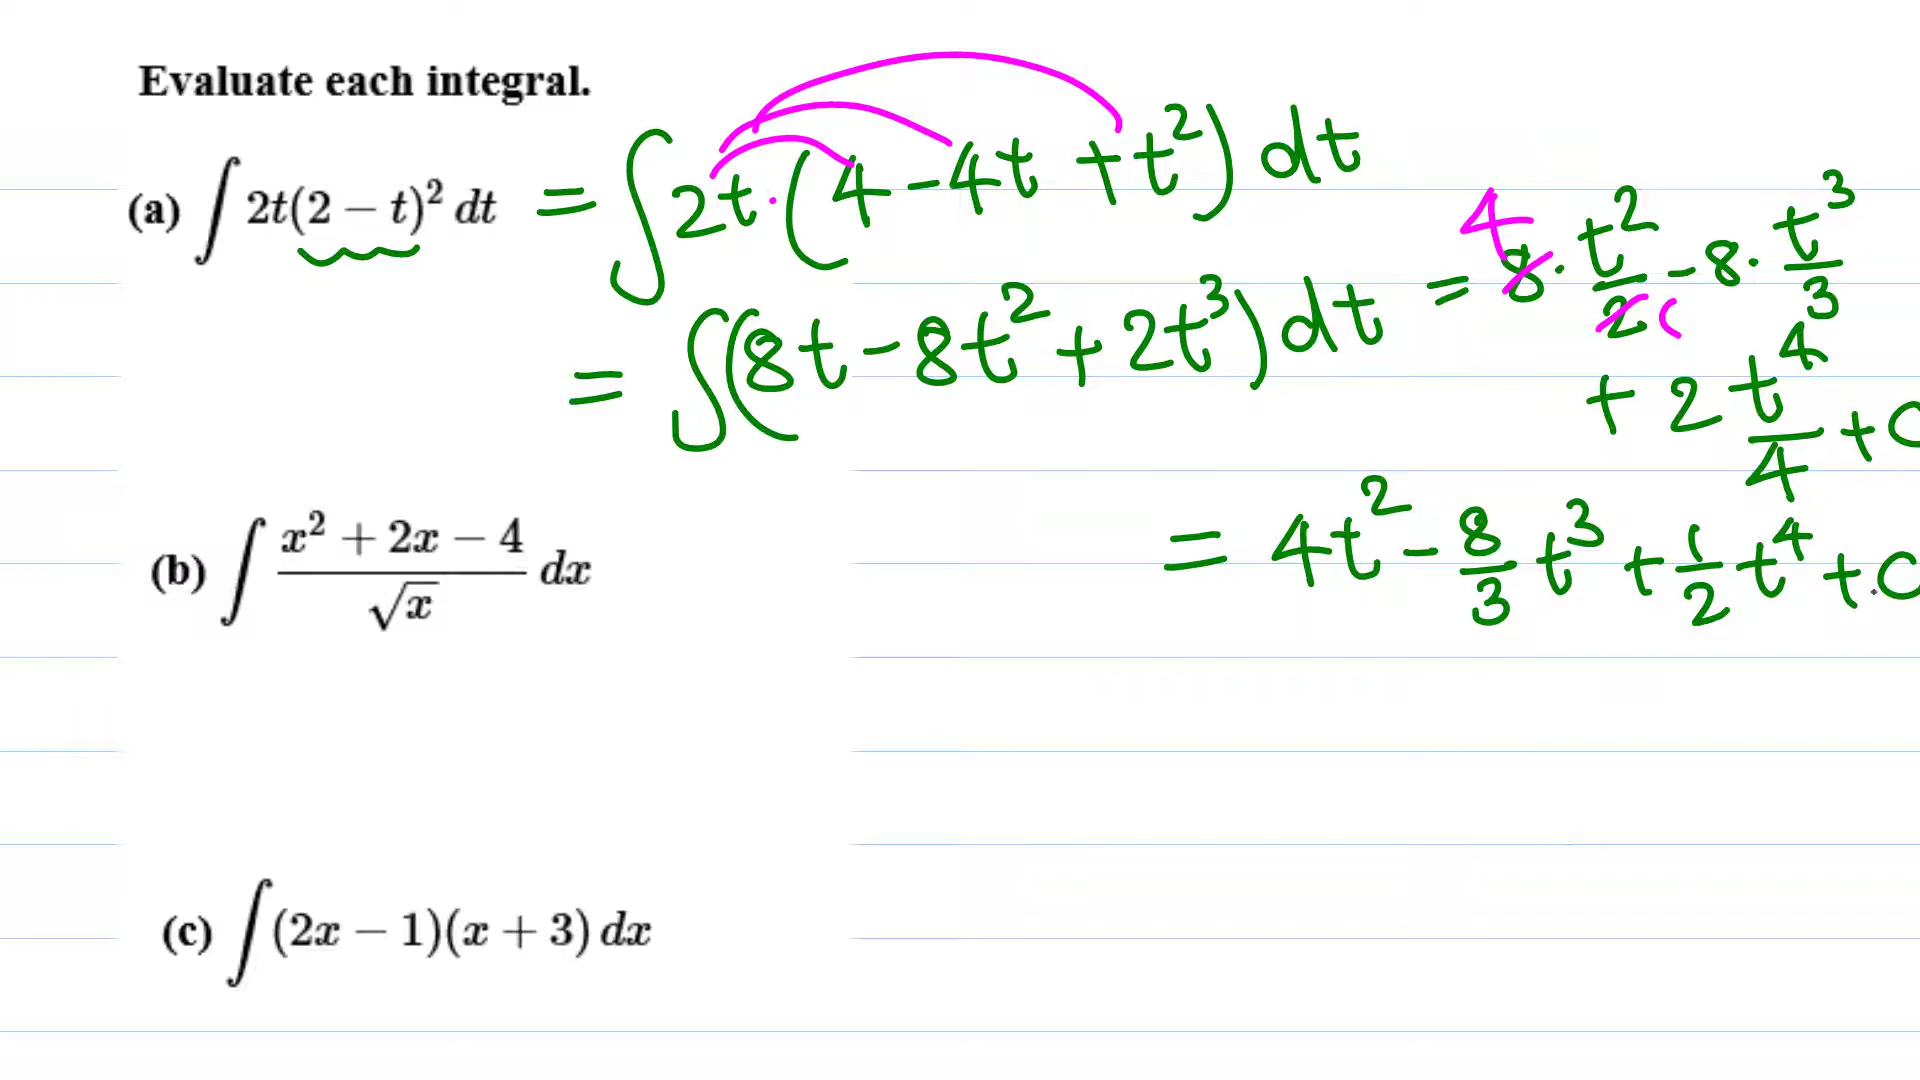 Evaluate each integral.
(a) ∫ 2t(2 − t)² dt = ∫ 2t · (4 − 4t + t²) dt
= ∫ (8t − 8t² + 2t³) dt = 4 8 · t²/2 − 8 · t³/3
+ 2 t⁴/4 + C
= 4t² − 8/3 t³ + 1/2 t⁴ + C
(b) ∫ (x² + 2x − 4)/√x dx
(c) ∫ (2x − 1)(x + 3) dx